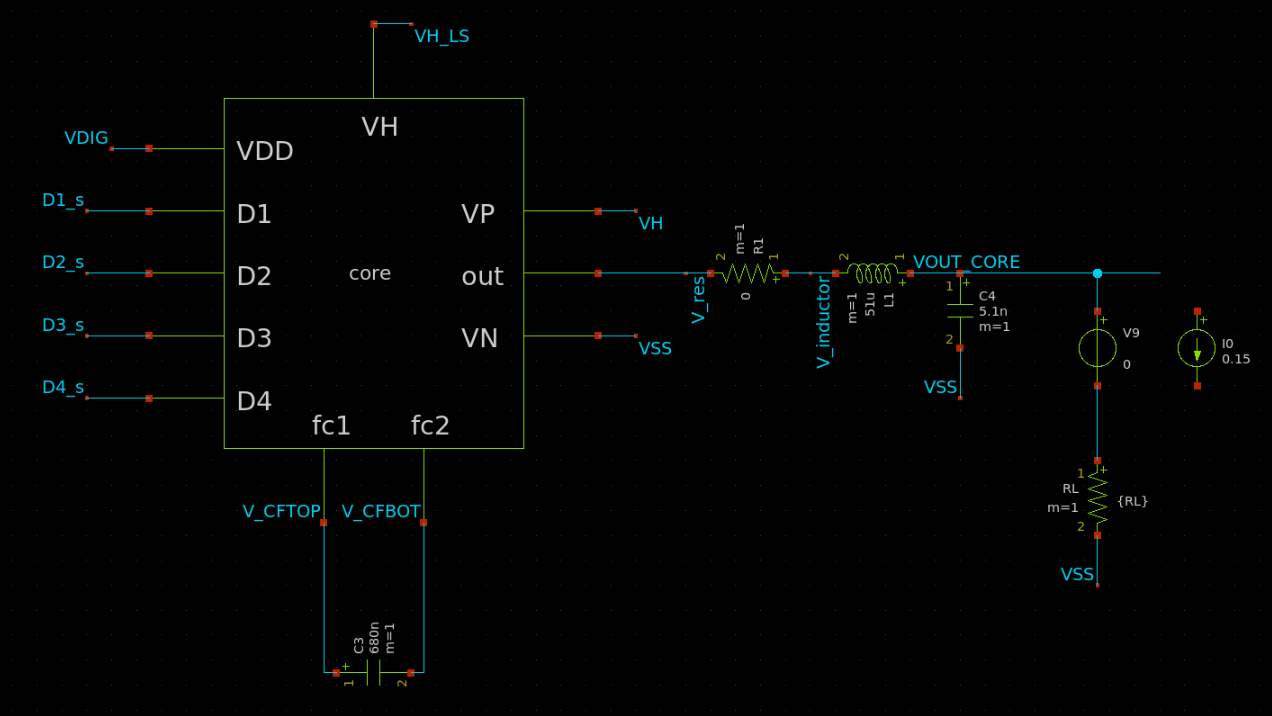 VH_LS
VH
VDIG
VDD
D1_s
D1
VP
VH
D2_s
D2
core
out
D3_s
D3
VN
VSS
D4_s
D4
fc1
fc2
V_CFTOP
V_CFBOT
C3
680n
m=1
+
1
2
V_res
m=1
R1
2
1
+
0
V_inductor
2
1
+
m=1
51u
L1
VOUT_CORE
1
+
C4
5.1n
m=1
2
VSS
+
V9
0
+
I0
0.15
1
+
RL
m=1
{RL}
2
VSS